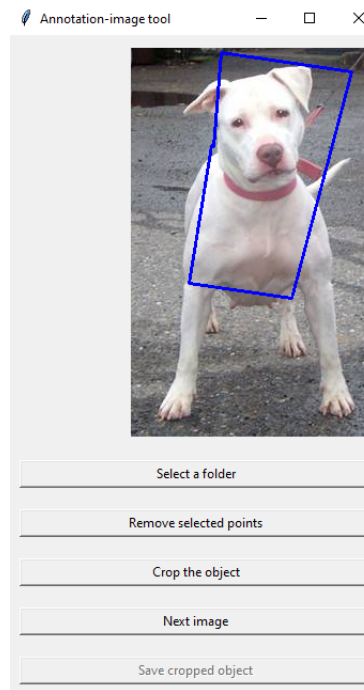 Annotation-image tool
Select a folder
Remove selected points
Crop the object
Next image
Save cropped object